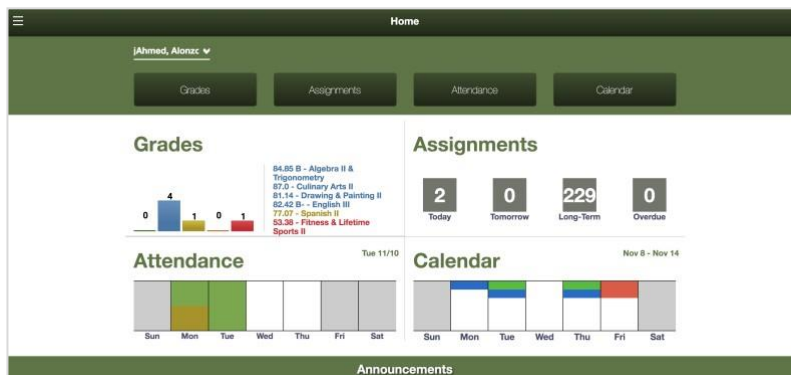 Home
jAhmed, Alonzc
Grades
Assignments
Attendance
Calendar
Grades
0
4
1
0
1
84.85 B - Algebra II &
Trigonometry
87.0 - Culinary Arts II
81.14 - Drawing & Painting II
82.42 B- - English III
77.07 - Spanish II
53.38 - Fitness & Lifetime
Sports II
Assignments
2
0
229
0
Today
Tomorrow
Long-Term
Overdue
Attendance
Tue 11/10
Sun
Mon
Tue
Wed
Thu
Fri
Sat
Calendar
Nov 8 - Nov 14
Sun
Mon
Tue
Wed
Thu
Fri
Sat
Announcements